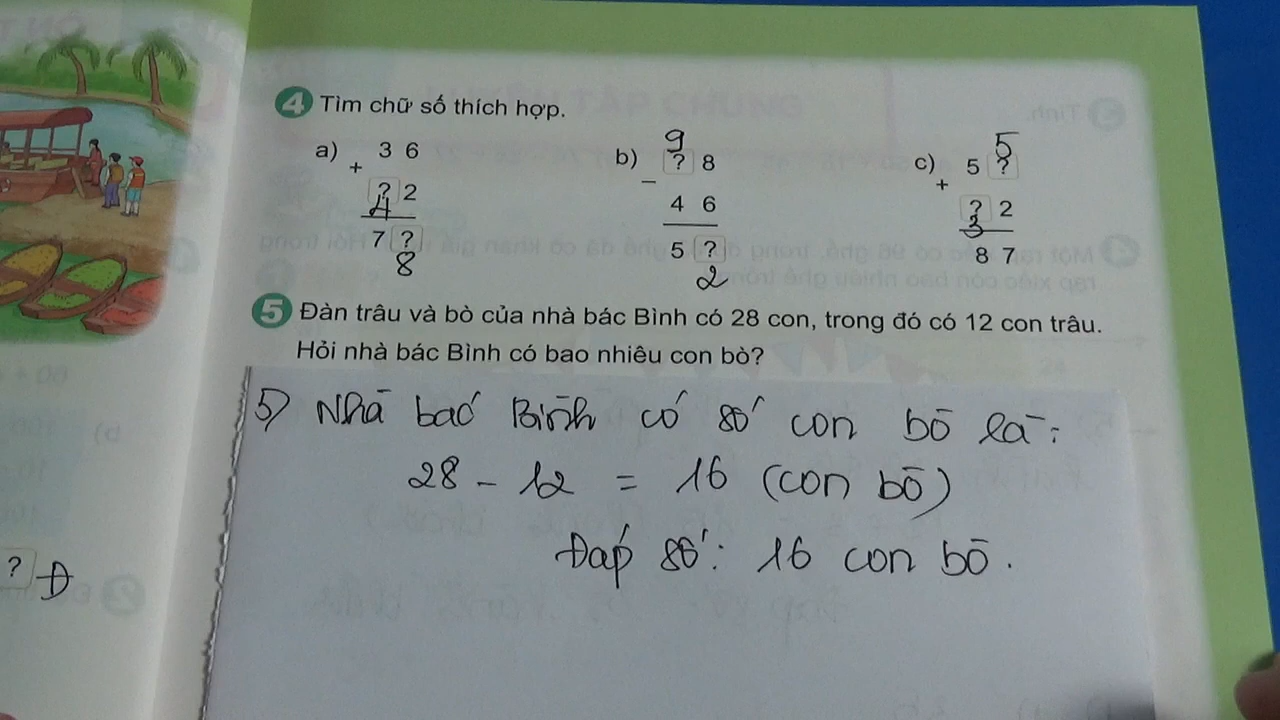 4 Tìm chữ số thích hợp.
a) 3 6
+
? 2
4
7 ?
8
9
b) ? 8
−
4 6
5 ?
2
5
c) 5 ?
+
? 2
3
8 7
5 Đàn trâu và bò của nhà bác Bình có 28 con, trong đó có 12 con trâu.
Hỏi nhà bác Bình có bao nhiêu con bò?
5) Nhà bác Bình có số con bò là:
28 - 12 = 16 (con bò)
Đáp số: 16 con bò.
? Đ